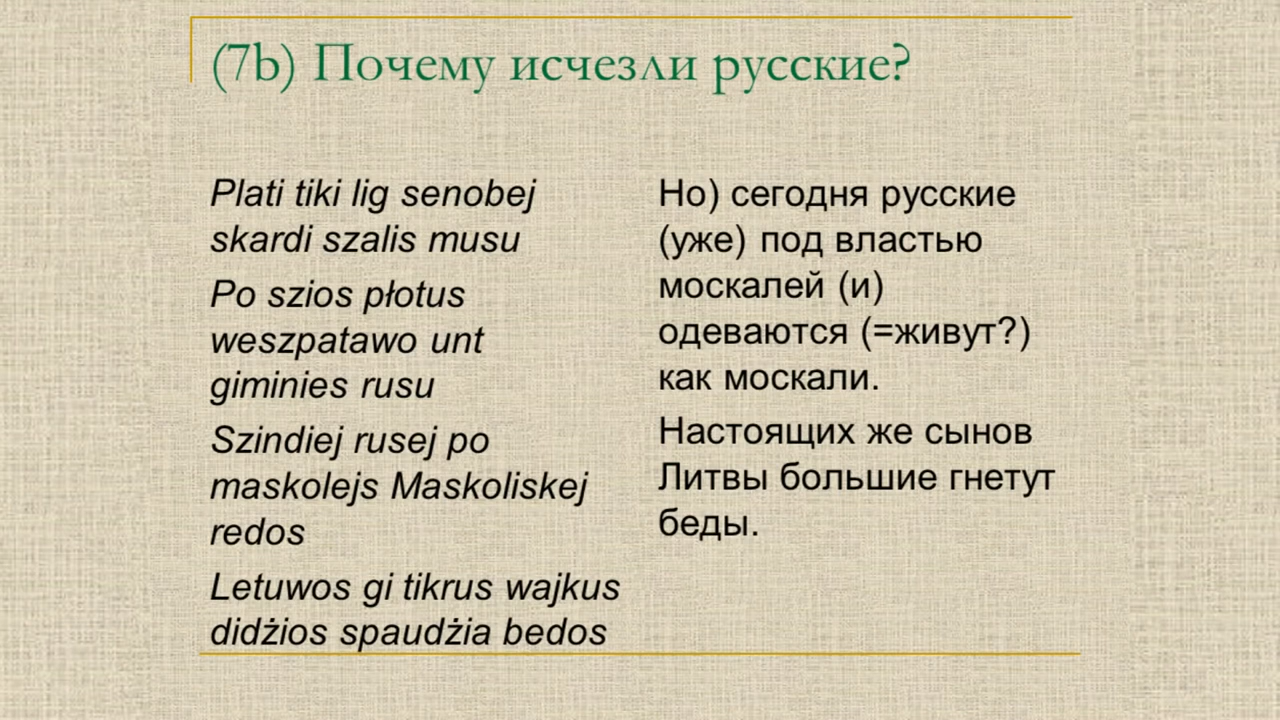 (7b) Почему исчезли русские?
Plati tiki lig senobej
skardi szalis musu
Po szios płotus
weszpatawo unt
giminies rusu
Szindiej rusej po
maskolejs Maskoliskej
redos
Letuwos gi tikrus wajkus
didżios spaudżia bedos
Но) сегодня русские
(уже) под властью
москалей (и)
одеваются (=живут?)
как москали.
Настоящих же сынов
Литвы большие гнетут
беды.